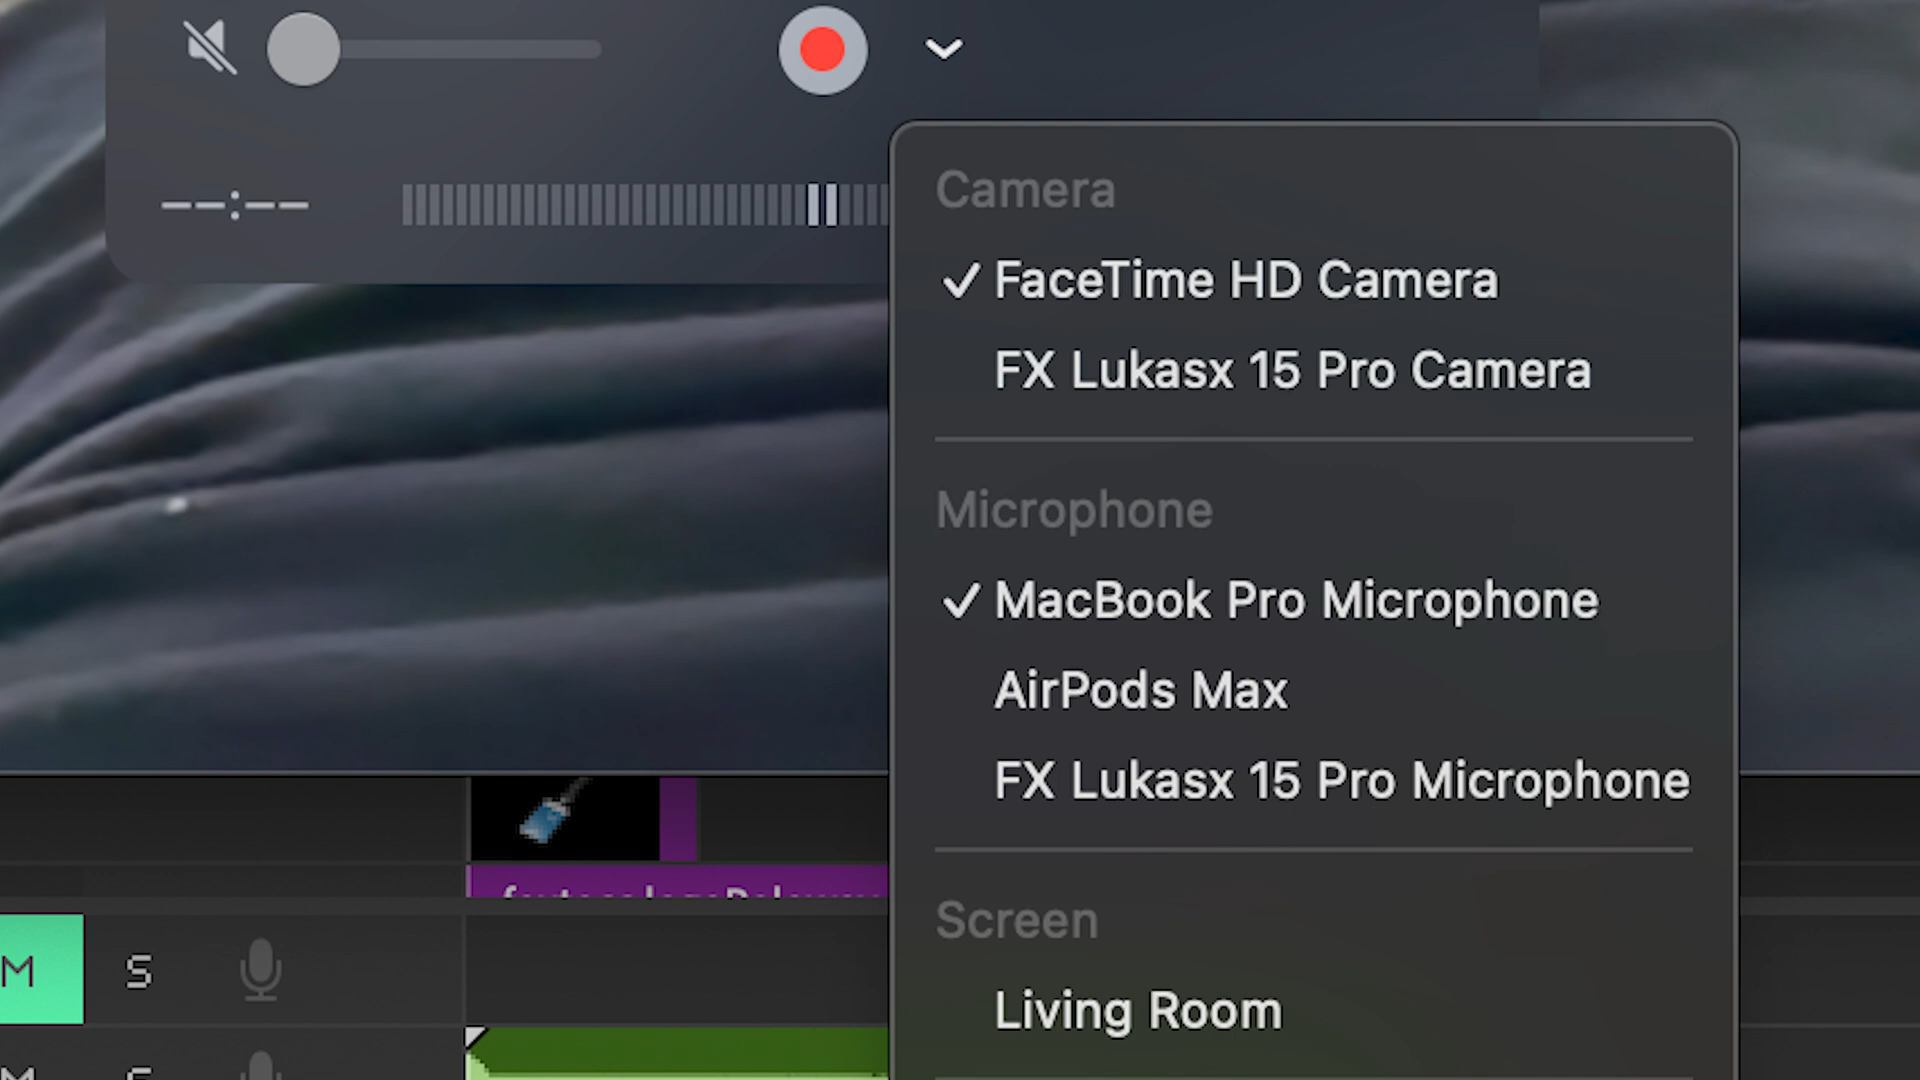 --:--
Camera
✓ FaceTime HD Camera
FX Lukasx 15 Pro Camera
Microphone
✓ MacBook Pro Microphone
AirPods Max
FX Lukasx 15 Pro Microphone
Screen
Living Room
M S
M S